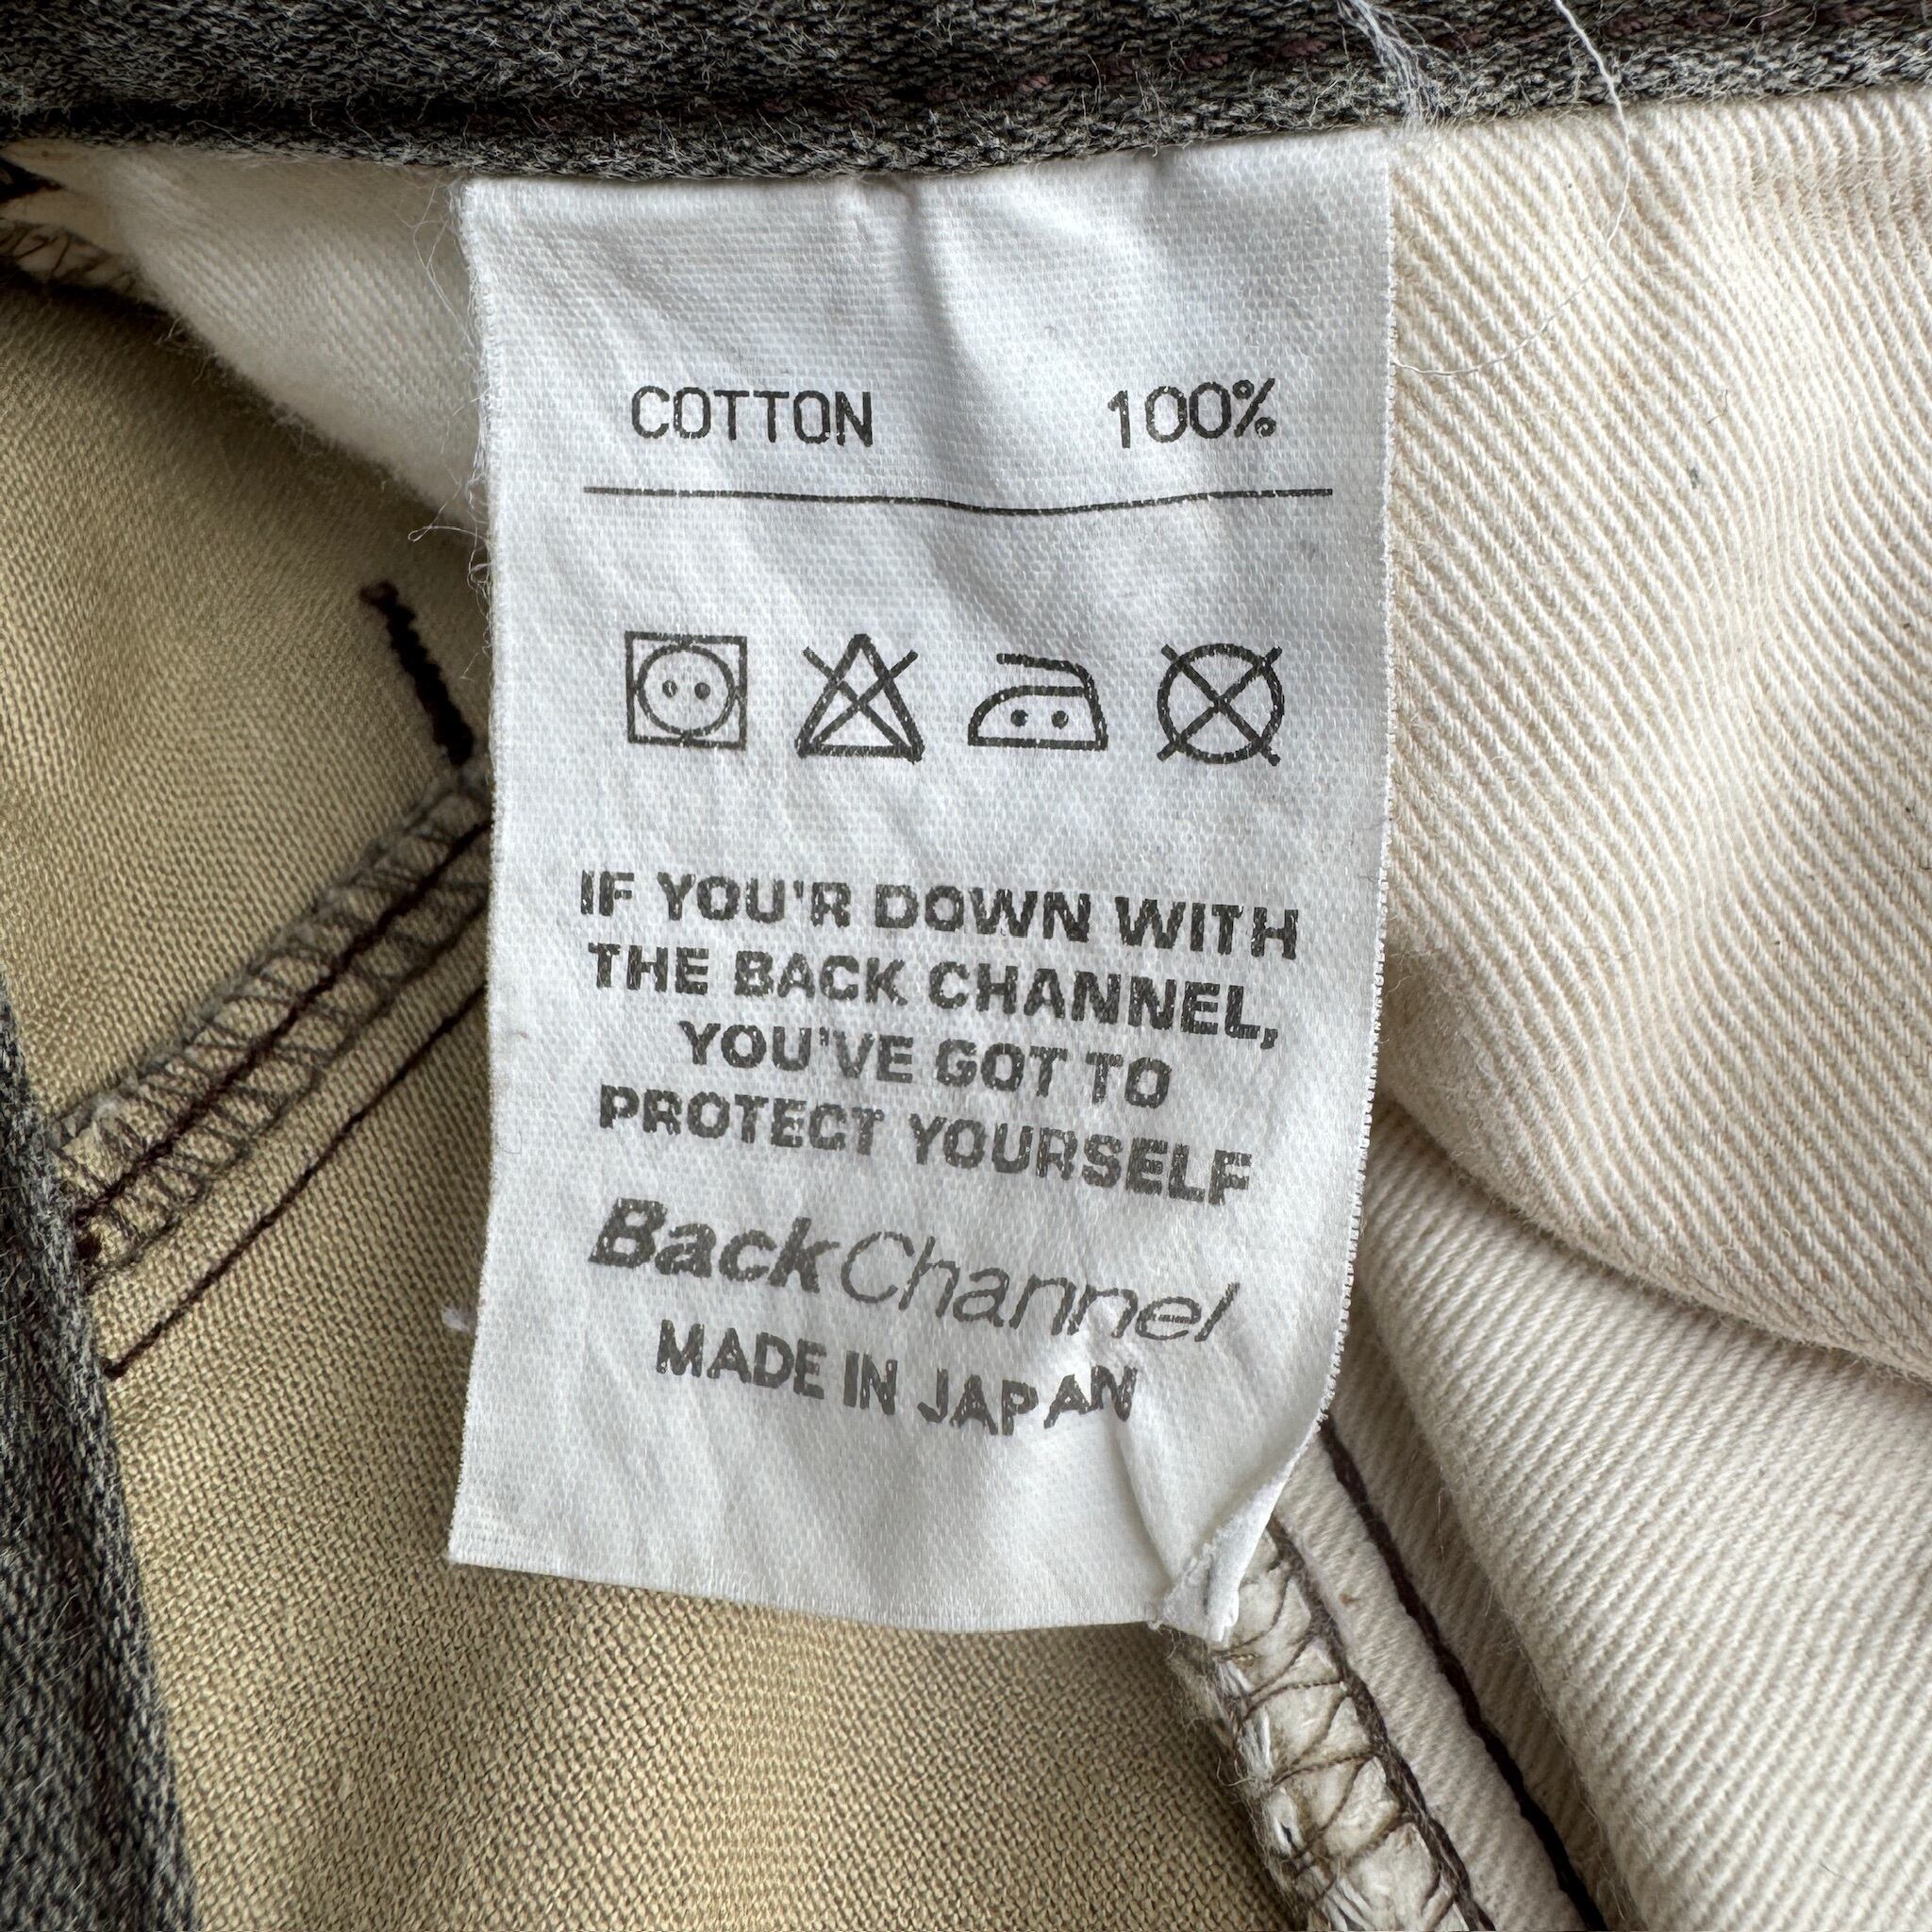 COTTON 100%
IF YOU'R DOWN WITH
THE BACK CHANNEL,
YOU'VE GOT TO
PROTECT YOURSELF
BackChannel
MADE IN JAPAN